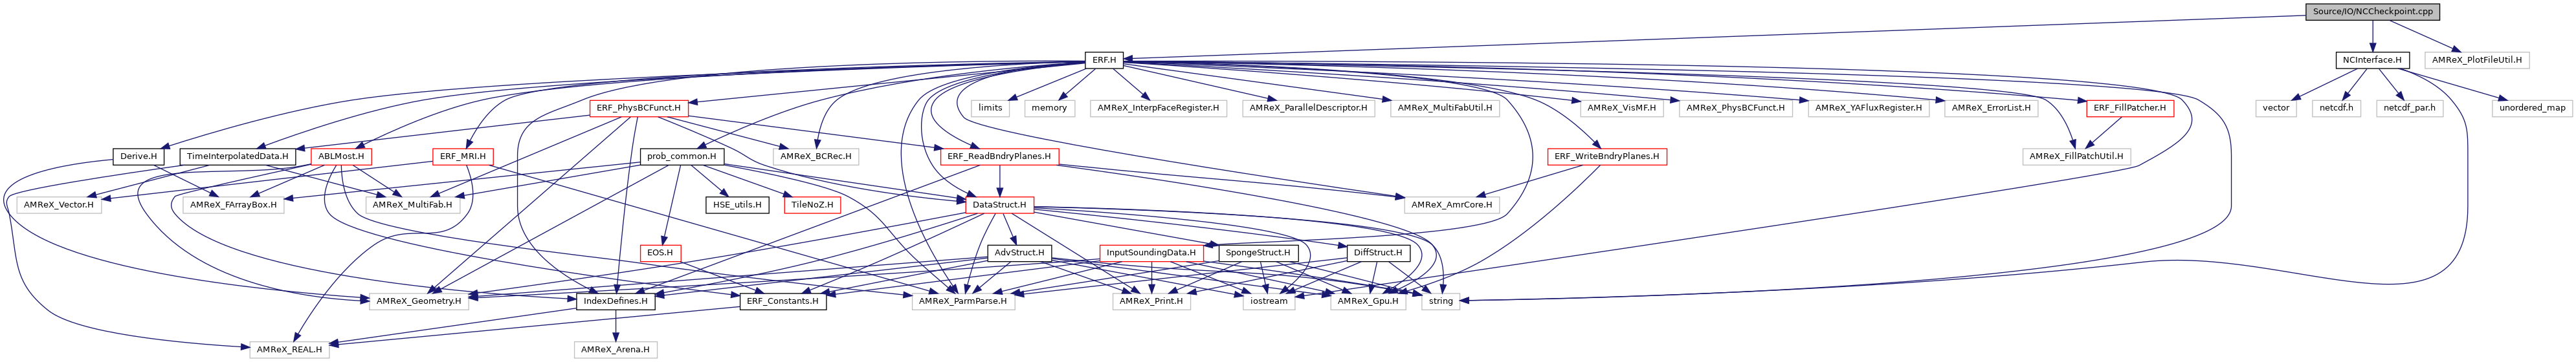 Source/IO/NCCheckpoint.cpp
ERF.H
NCInterface.H
AMReX_PlotFileUtil.H
ERF_PhysBCFunct.H
limits
memory
AMReX_InterpFaceRegister.H
AMReX_ParallelDescriptor.H
AMReX_MultiFabUtil.H
AMReX_VisMF.H
AMReX_PhysBCFunct.H
AMReX_YAFluxRegister.H
AMReX_ErrorList.H
ERF_FillPatcher.H
vector
netcdf.h
netcdf_par.h
unordered_map
Derive.H
TimeInterpolatedData.H
ABLMost.H
ERF_MRI.H
prob_common.H
AMReX_BCRec.H
ERF_ReadBndryPlanes.H
ERF_WriteBndryPlanes.H
AMReX_FillPatchUtil.H
AMReX_Vector.H
AMReX_FArrayBox.H
AMReX_MultiFab.H
HSE_utils.H
TileNoZ.H
DataStruct.H
AMReX_AmrCore.H
EOS.H
AdvStruct.H
InputSoundingData.H
SpongeStruct.H
DiffStruct.H
AMReX_Geometry.H
IndexDefines.H
ERF_Constants.H
AMReX_ParmParse.H
AMReX_Print.H
iostream
AMReX_Gpu.H
string
AMReX_REAL.H
AMReX_Arena.H